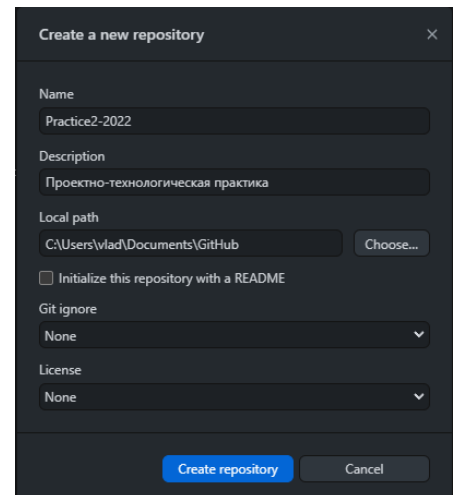 Create a new repository
Name
Practice2-2022
Description
Проектно-технологическая практика
Local path
C:\Users\vlad\Documents\GitHub
Choose...
Initialize this repository with a README
Git ignore
None
License
None
Create repository
Cancel